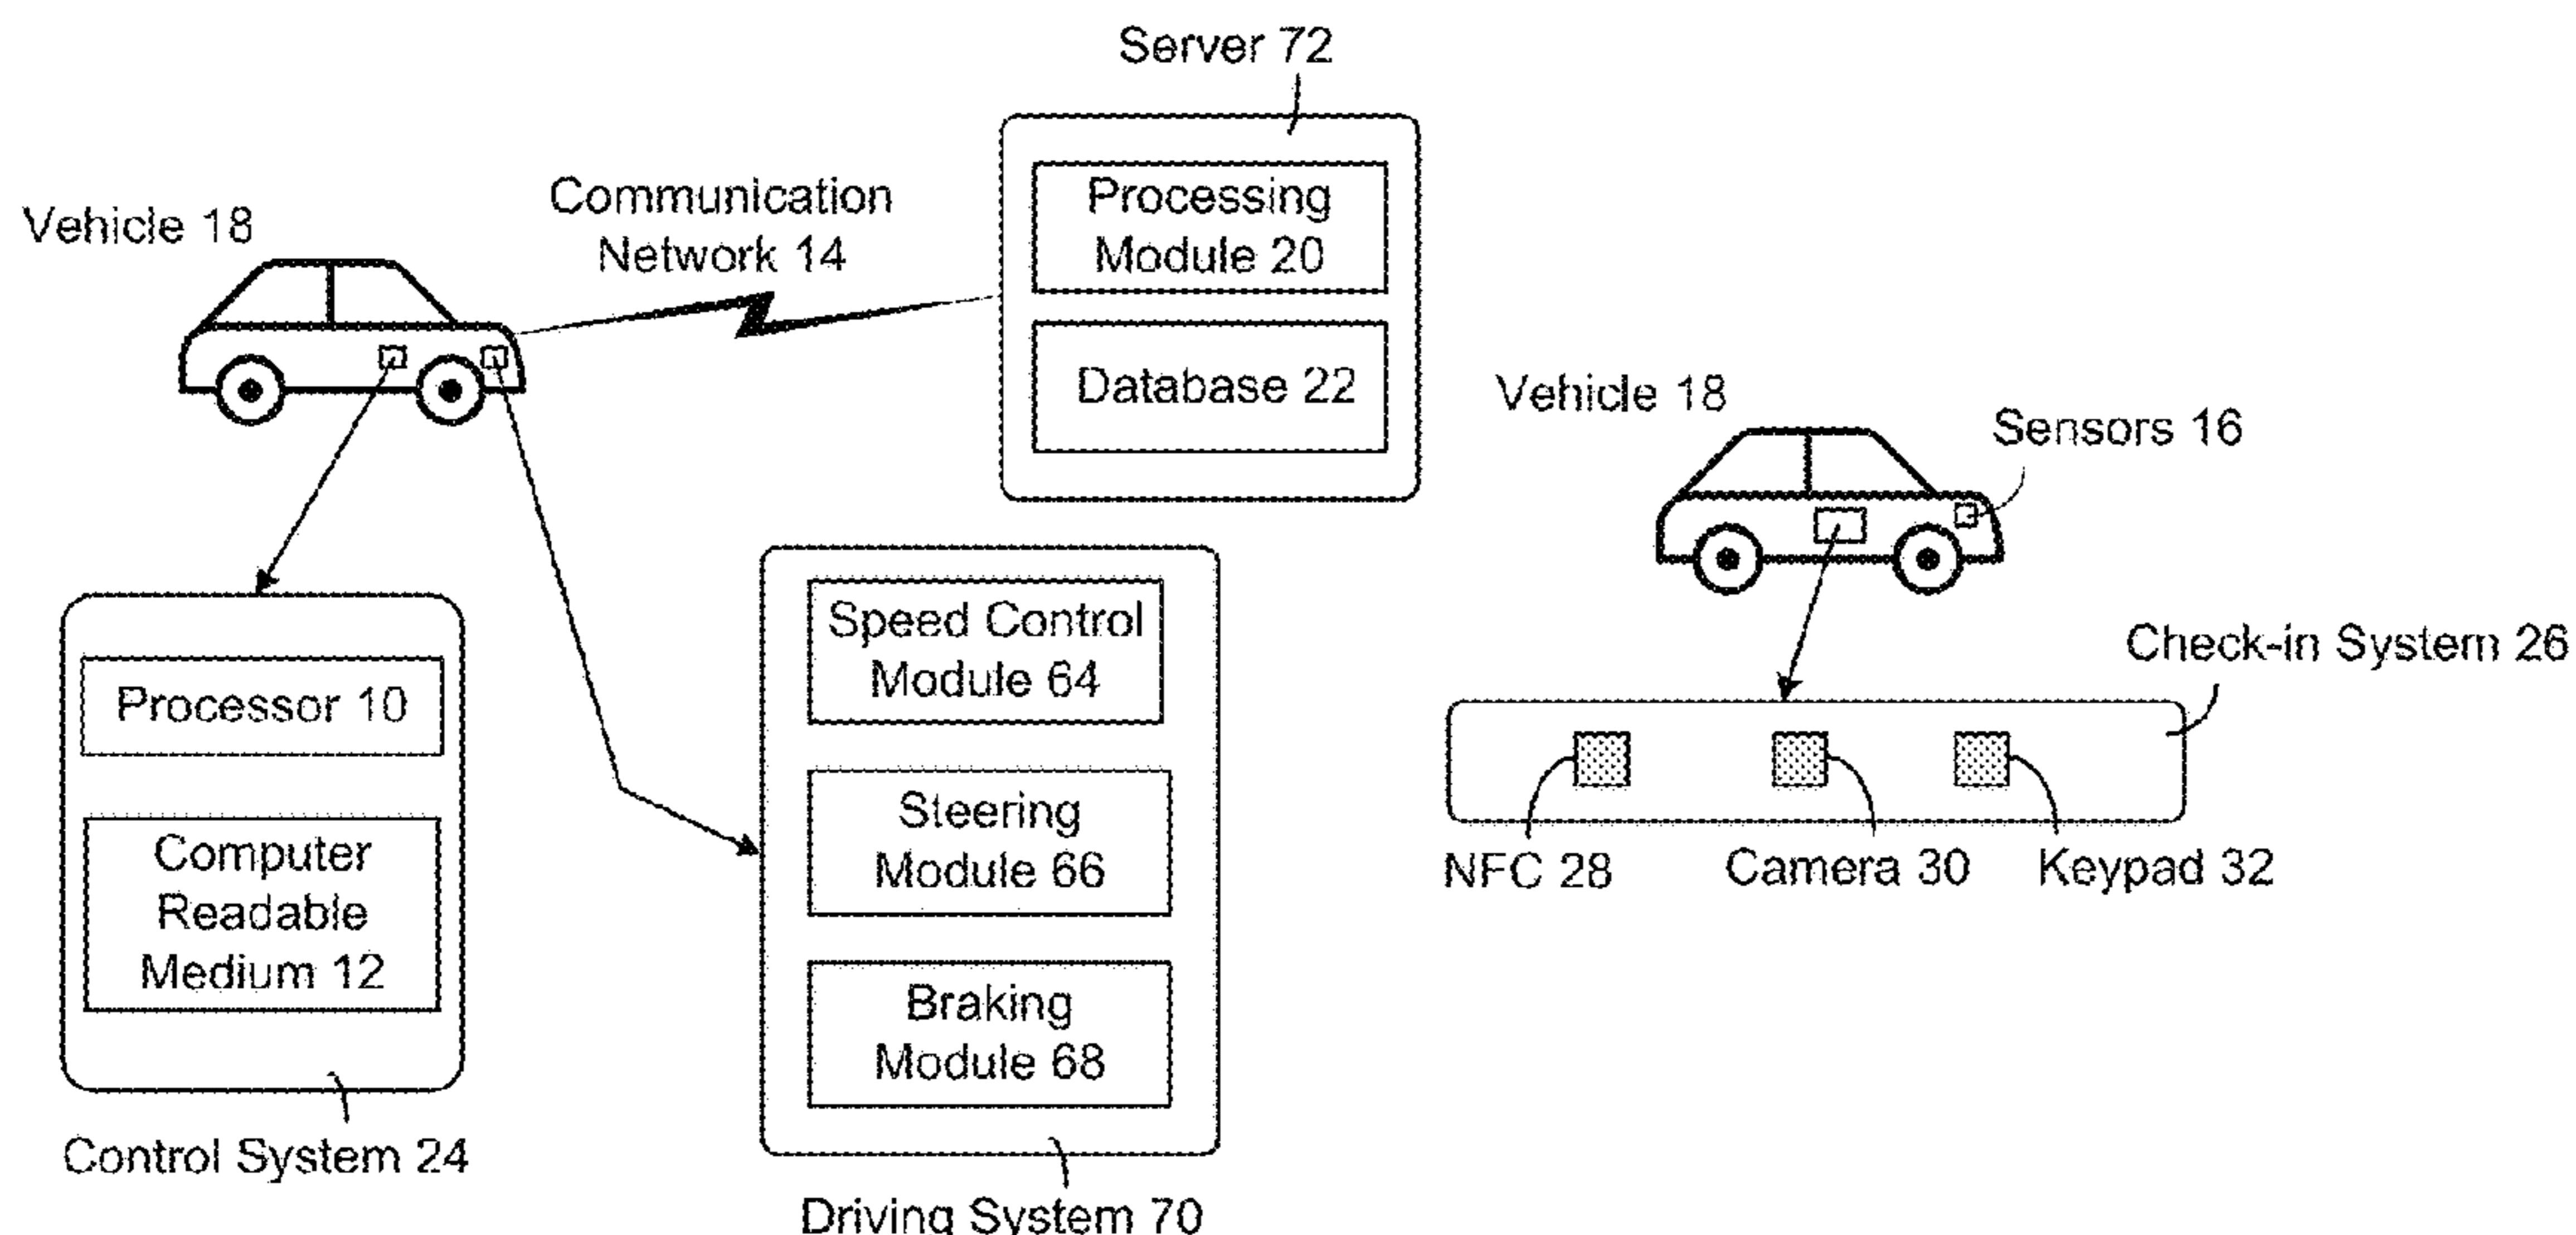 Server 72
Processing
Module 20
Database 22
Communication
Network 14
Vehicle 18
Processor 10
Computer
Readable
Medium 12
Control System 24
Speed Control
Module 64
Steering
Module 66
Braking
Module 68
Driving System 70
Vehicle 18
Sensors 16
Check-in System 26
NFC 28
Camera 30
Keypad 32